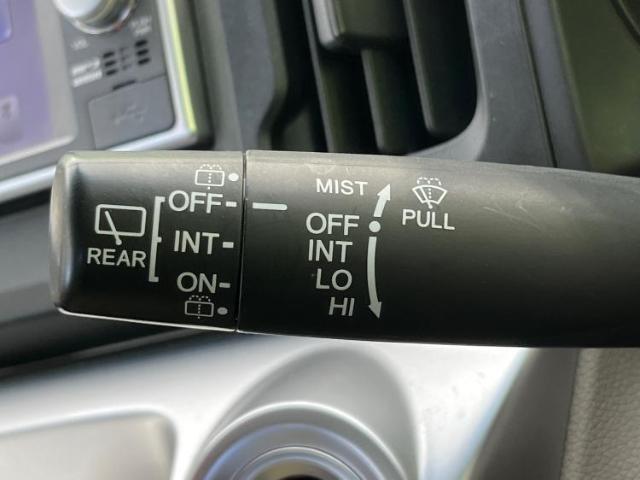 MIST
OFF
OFF
PULL
REAR
INT
INT
ON
LO
HI